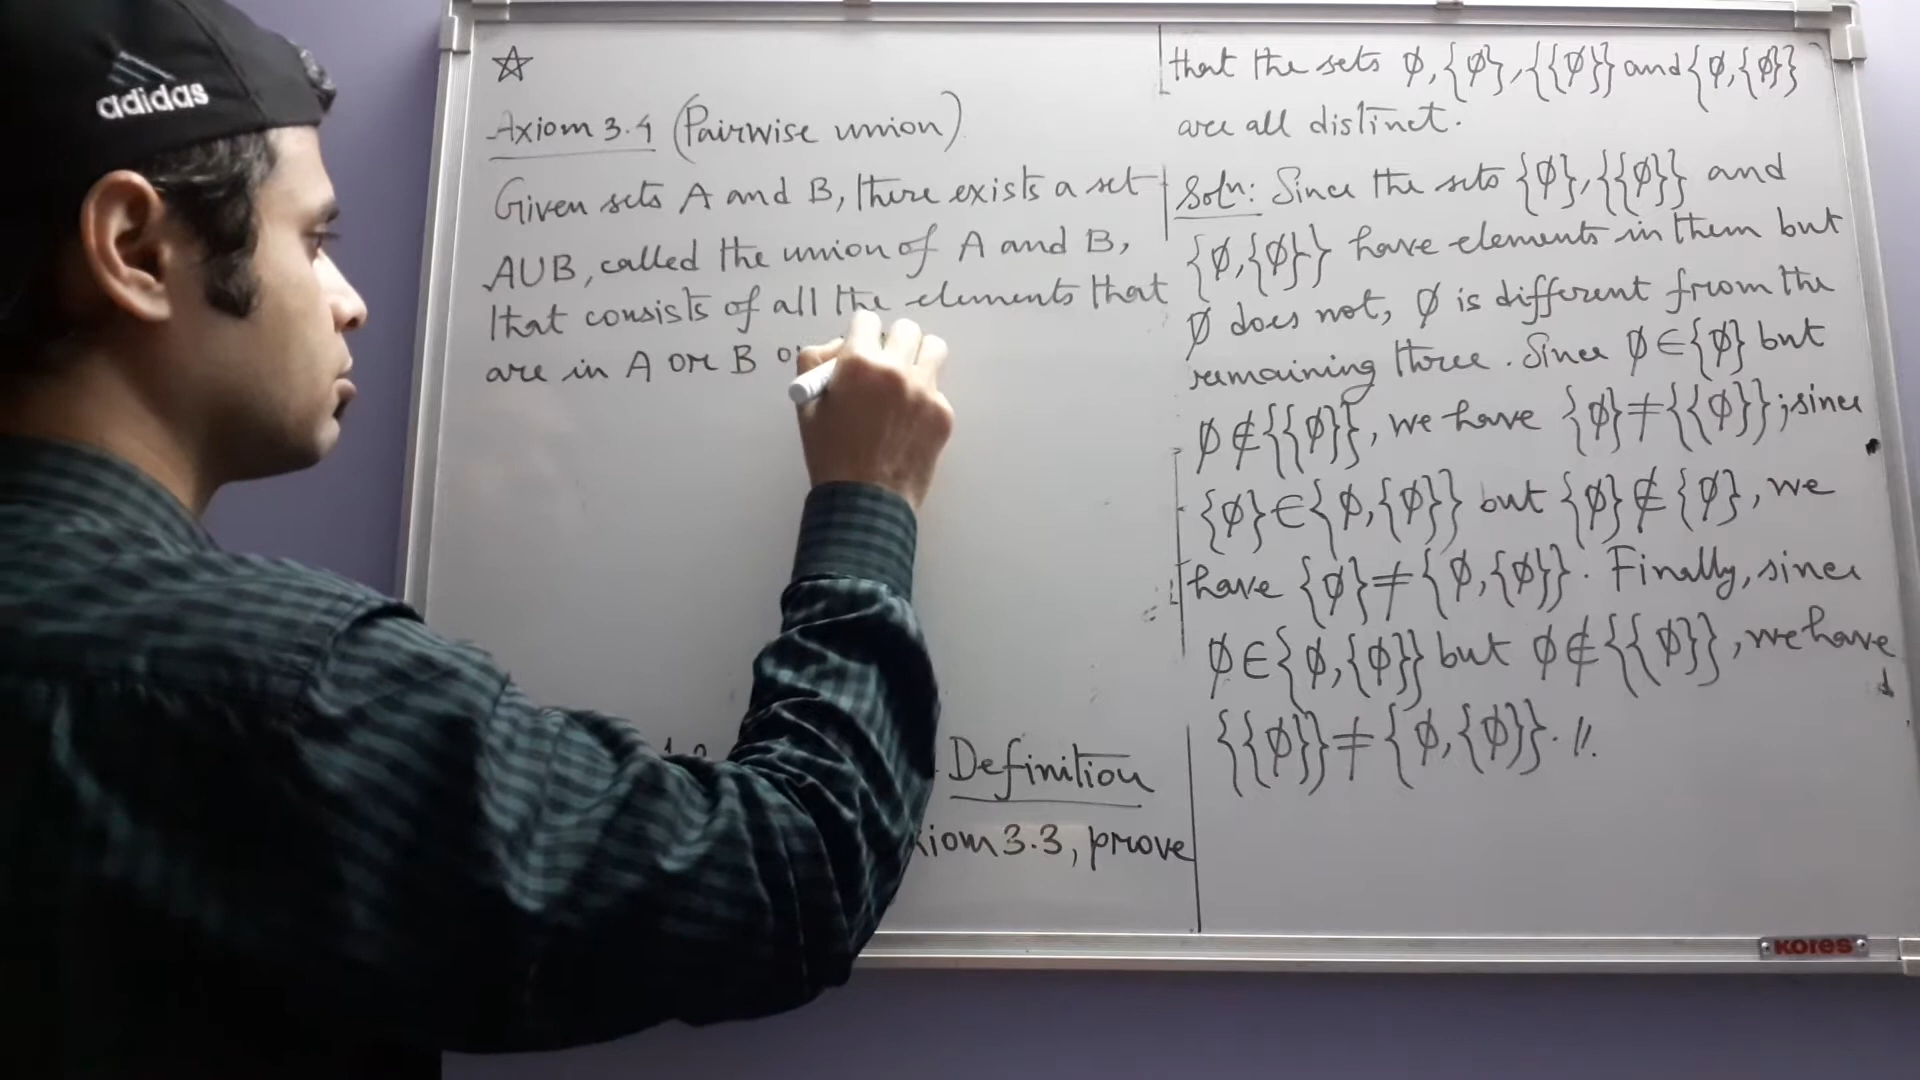 adidas
Axiom 3.4 (Pairwise union)
Given sets A and B, there exists a set
A∪B, called the union of A and B,
that consists of all the elements that
are in A or B
Definition
3.3, prove
that the sets ∅, {∅}, {{∅}} and {∅,{∅}}
are all distinct.
Soln: Since the sets {∅}, {{∅}} and
{∅,{∅}} have elements in them but
∅ does not, ∅ is different from the
remaining three. Since ∅∈{∅} but
∅∉{{∅}}, we have {∅}≠{{∅}}; since
{∅}∈{∅,{∅}} but {∅}∉{∅}, we
have {∅}≠{∅,{∅}}. Finally, since
∅∈{∅,{∅}} but ∅∉{{∅}}, we have
{{∅}}≠{∅,{∅}}. //.
KORES